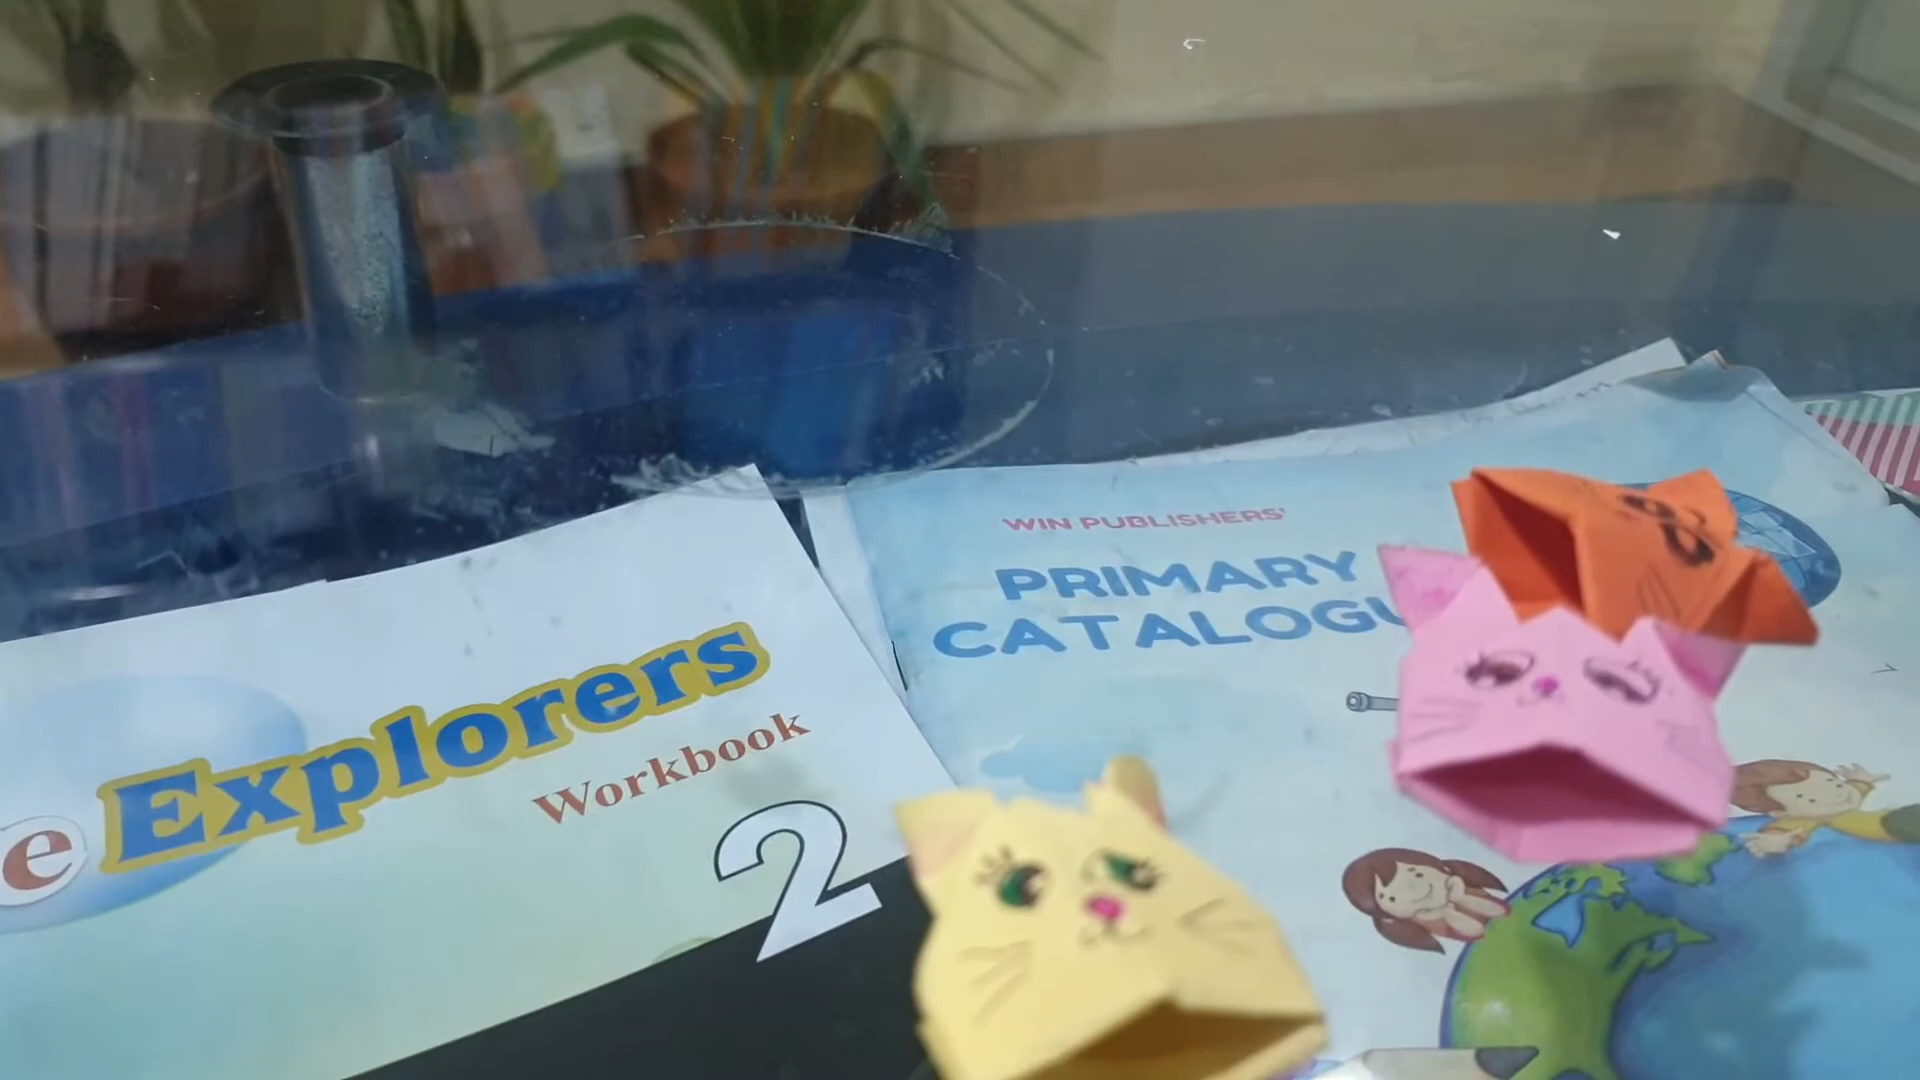 e Explorers
Workbook
2
WIN PUBLISHERS'
PRIMARY
CATALOGU